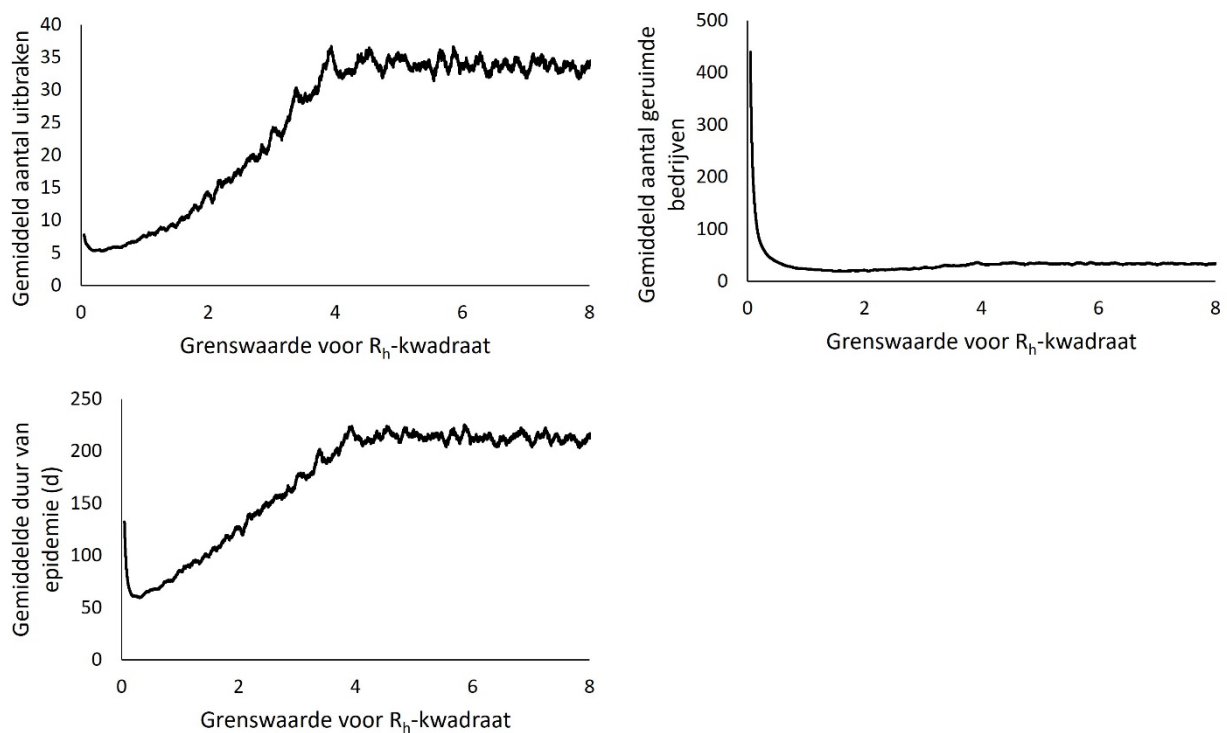 Gemiddeld aantal uitbraken
40
35
30
25
20
15
10
5
0
0 2 4 6 8
Grenswaarde voor Rh-kwadraat
Gemiddeld aantal geruimde
bedrijven
500
400
300
200
100
0
0 2 4 6 8
Grenswaarde voor Rh-kwadraat
Gemiddelde duur van
epidemie (d)
250
200
150
100
50
0
0 2 4 6 8
Grenswaarde voor Rh-kwadraat